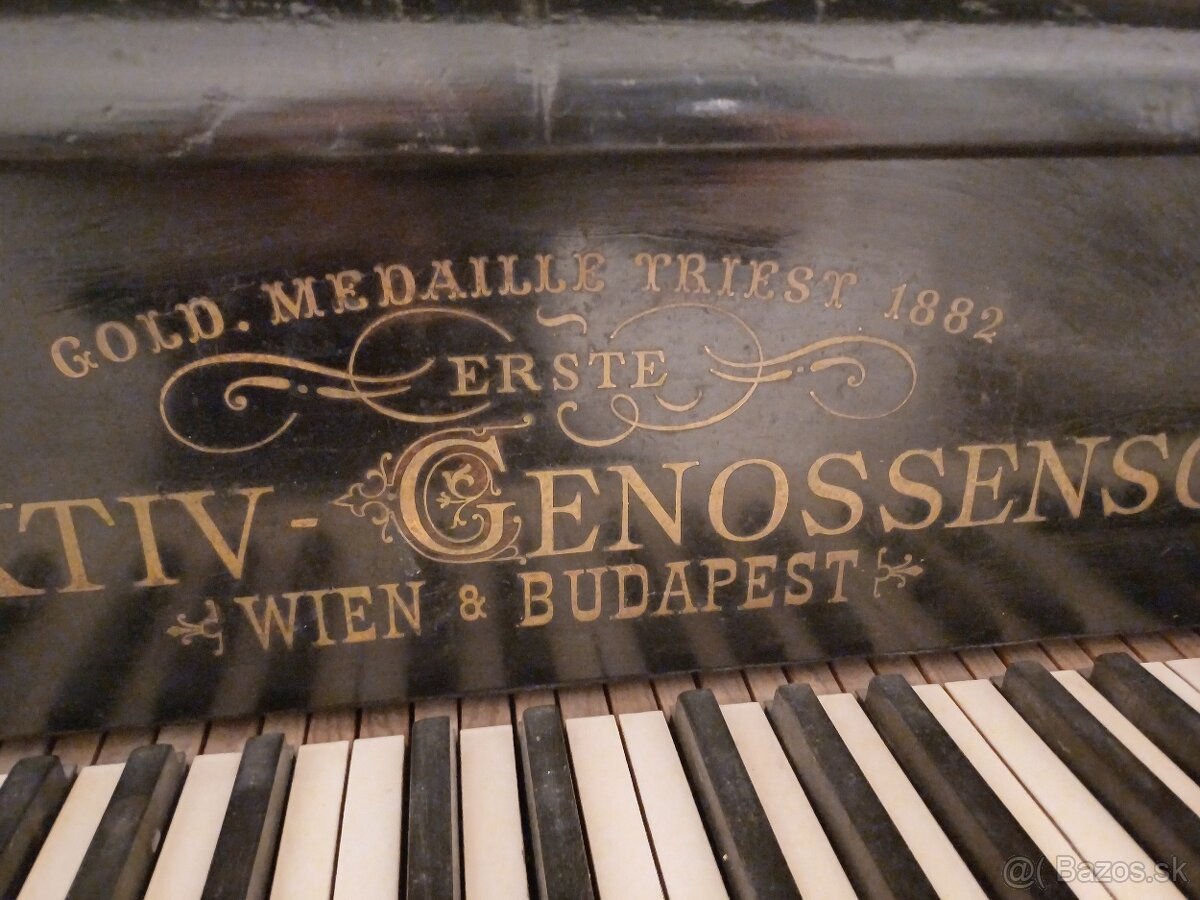 GOLD. MEDAILLE TRIEST 1882
ERSTE
KTIV-GENOSSENSC
WIEN & BUDAPEST
@( Bazos.sk